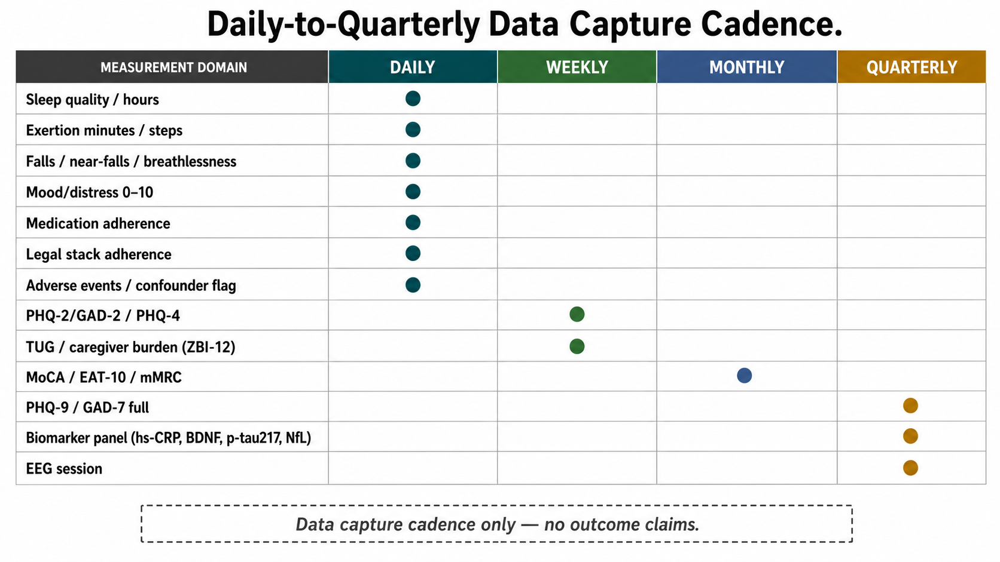 Daily-to-Quarterly Data Capture Cadence.
MEASUREMENT DOMAIN DAILY WEEKLY MONTHLY QUARTERLY
Sleep quality / hours
Exertion minutes / steps
Falls / near-falls / breathlessness
Mood/distress 0–10
Medication adherence
Legal stack adherence
Adverse events / confounder flag
PHQ-2/GAD-2 / PHQ-4
TUG / caregiver burden (ZBI-12)
MoCA / EAT-10 / mMRC
PHQ-9 / GAD-7 full
Biomarker panel (hs-CRP, BDNF, p-tau217, NfL)
EEG session
Data capture cadence only — no outcome claims.